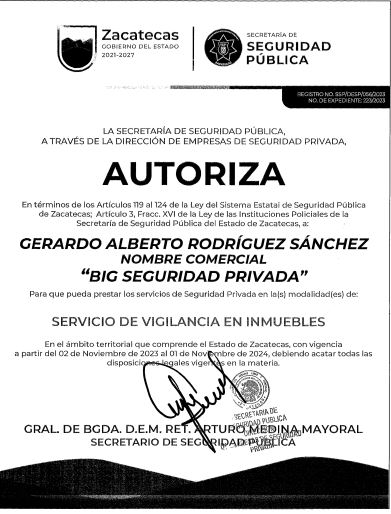 Zacatecas
GOBIERNO DEL ESTADO
2021-2027
SECRETARÍA DE
SEGURIDAD
PÚBLICA
REGISTRO NO. SSP/DESP/056/2023
NO. DE EXPEDIENTE: 223/2023
LA SECRETARÍA DE SEGURIDAD PÚBLICA,
A TRAVÉS DE LA DIRECCIÓN DE EMPRESAS DE SEGURIDAD PRIVADA,
AUTORIZA
En términos de los Artículos 119 al 124 de la Ley del Sistema Estatal de Seguridad Pública
de Zacatecas; Artículo 3, Fracc. XVI de la Ley de las Instituciones Policiales de la
Secretaría de Seguridad Pública del Estado de Zacatecas, a:
GERARDO ALBERTO RODRÍGUEZ SÁNCHEZ
NOMBRE COMERCIAL
“BIG SEGURIDAD PRIVADA”
Para que pueda prestar los servicios de Seguridad Privada en la(s) modalidad(es) de:
SERVICIO DE VIGILANCIA EN INMUEBLES
En el ámbito territorial que comprende el Estado de Zacatecas, con vigencia
a partir del 02 de Noviembre de 2023 al 01 de Noviembre de 2024, debiendo acatar todas las
disposiciones legales vigentes en la materia.
SECRETARIA DE
SEGURIDAD PUBLICA
DE SEGURIDAD
PRIVADA
GRAL. DE BGDA. D.E.M. RET. ARTURO MEDINA MAYORAL
SECRETARIO DE SEGURIDAD PÚBLICA